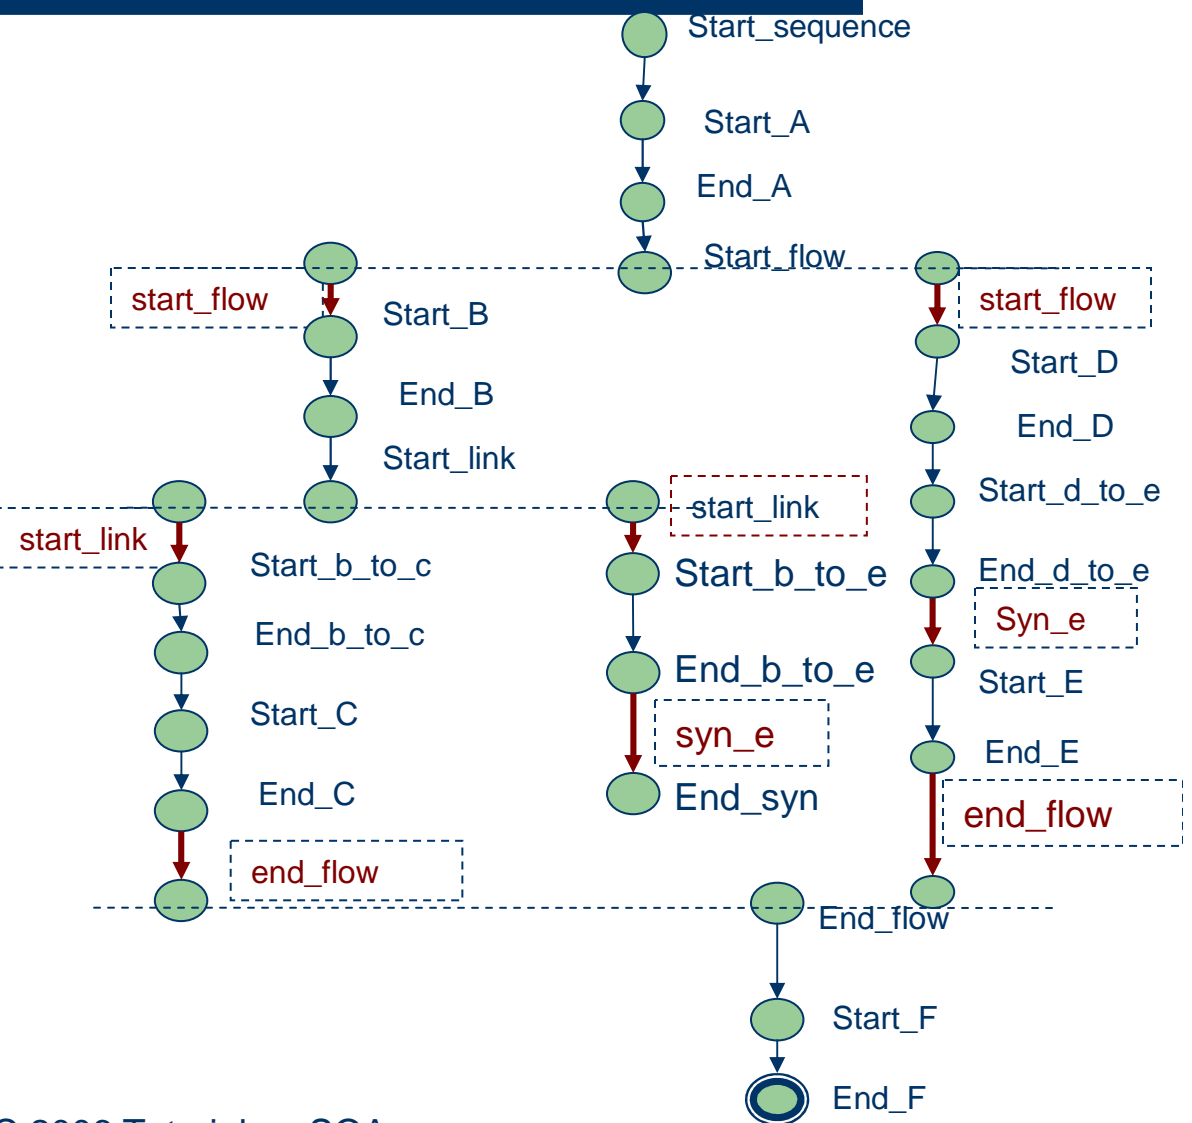 Start_sequence
Start_A
End_A
Start_flow
start_flow
start_flow
Start_B
Start_D
End_B
End_D
Start_link
Start_d_to_e
start_link
start_link
Start_b_to_c
Start_b_to_e
End_d_to_e
Syn_e
End_b_to_c
End_b_to_e
Start_E
Start_C
syn_e
End_E
End_C
End_syn
end_flow
end_flow
End_flow
Start_F
End_F